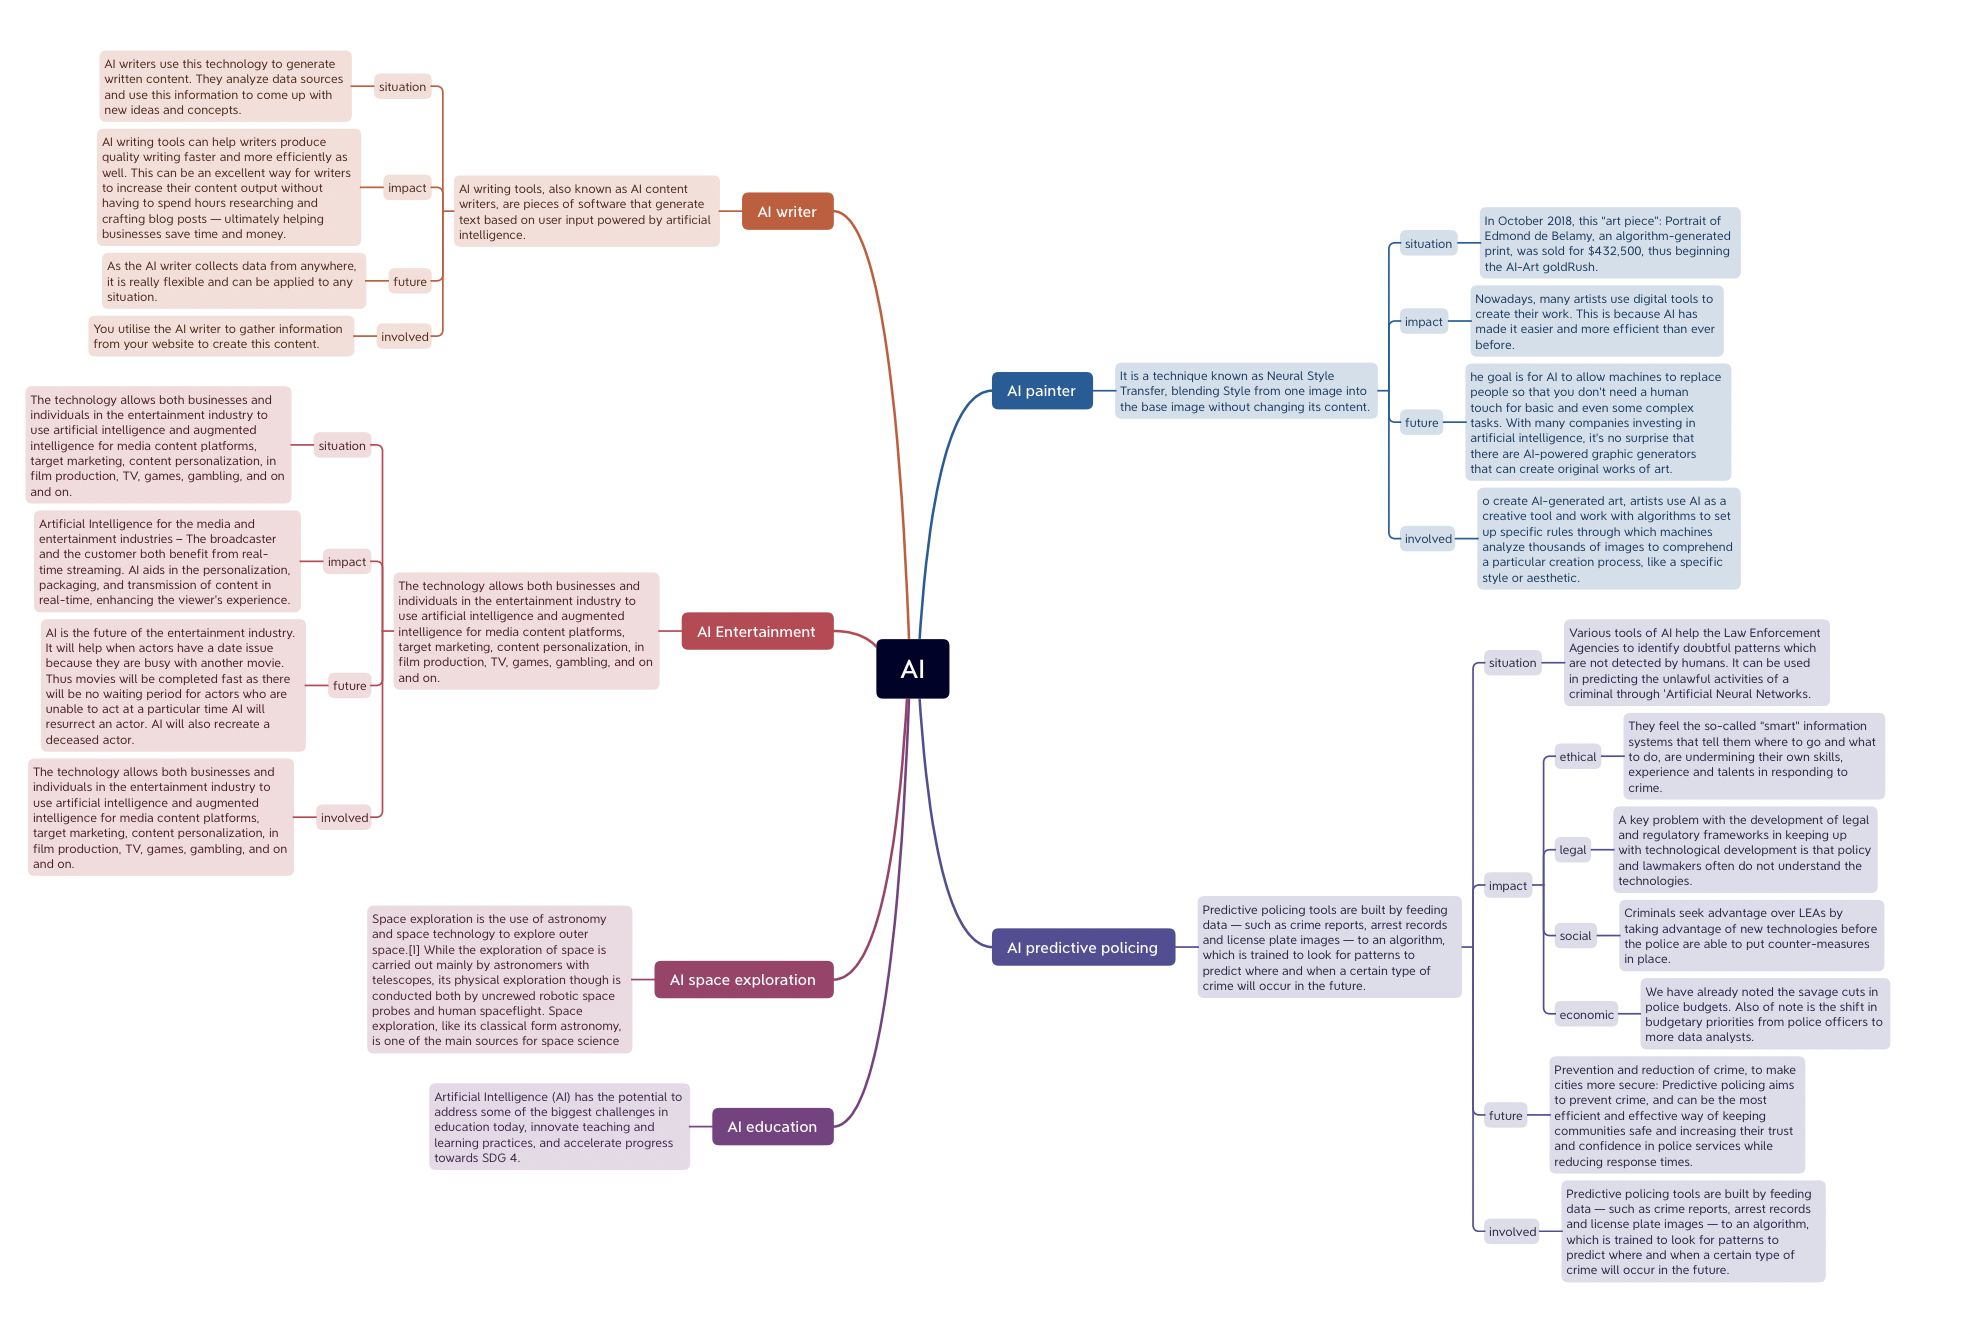 AI
AI writer
AI writing tools, also known as AI content
writers, are pieces of software that generate
text based on user input powered by artificial
intelligence.
situation
AI writers use this technology to generate
written content. They analyze data sources
and use this information to come up with
new ideas and concepts.
impact
AI writing tools can help writers produce
quality writing faster and more efficiently as
well. This can be an excellent way for writers
to increase their content output without
having to spend hours researching and
crafting blog posts — ultimately helping
businesses save time and money.
future
As the AI writer collects data from anywhere,
it is really flexible and can be applied to any
situation.
involved
You utilise the AI writer to gather information
from your website to create this content.
AI Entertainment
The technology allows both businesses and
individuals in the entertainment industry to
use artificial intelligence and augmented
intelligence for media content platforms,
target marketing, content personalization, in
film production, TV, games, gambling, and on
and on.
situation
The technology allows both businesses and
individuals in the entertainment industry to
use artificial intelligence and augmented
intelligence for media content platforms,
target marketing, content personalization, in
film production, TV, games, gambling, and on
and on.
impact
Artificial Intelligence for the media and
entertainment industries – The broadcaster
and the customer both benefit from real-
time streaming. AI aids in the personalization,
packaging, and transmission of content in
real-time, enhancing the viewer's experience.
future
AI is the future of the entertainment industry.
It will help when actors have a date issue
because they are busy with another movie.
Thus movies will be completed fast as there
will be no waiting period for actors who are
unable to act at a particular time AI will
resurrect an actor. AI will also recreate a
deceased actor.
involved
The technology allows both businesses and
individuals in the entertainment industry to
use artificial intelligence and augmented
intelligence for media content platforms,
target marketing, content personalization, in
film production, TV, games, gambling, and on
and on.
AI space exploration
Space exploration is the use of astronomy
and space technology to explore outer
space.[1] While the exploration of space is
carried out mainly by astronomers with
telescopes, its physical exploration though is
conducted both by uncrewed robotic space
probes and human spaceflight. Space
exploration, like its classical form astronomy,
is one of the main sources for space science
AI education
Artificial Intelligence (AI) has the potential to
address some of the biggest challenges in
education today, innovate teaching and
learning practices, and accelerate progress
towards SDG 4.
AI painter
It is a technique known as Neural Style
Transfer, blending Style from one image into
the base image without changing its content.
situation
In October 2018, this "art piece": Portrait of
Edmond de Belamy, an algorithm-generated
print, was sold for $432,500, thus beginning
the AI-Art goldRush.
impact
Nowadays, many artists use digital tools to
create their work. This is because AI has
made it easier and more efficient than ever
before.
future
he goal is for AI to allow machines to replace
people so that you don't need a human
touch for basic and even some complex
tasks. With many companies investing in
artificial intelligence, it's no surprise that
there are AI-powered graphic generators
that can create original works of art.
involved
o create AI-generated art, artists use AI as a
creative tool and work with algorithms to set
up specific rules through which machines
analyze thousands of images to comprehend
a particular creation process, like a specific
style or aesthetic.
AI predictive policing
Predictive policing tools are built by feeding
data — such as crime reports, arrest records
and license plate images — to an algorithm,
which is trained to look for patterns to
predict where and when a certain type of
crime will occur in the future.
situation
Various tools of AI help the Law Enforcement
Agencies to identify doubtful patterns which
are not detected by humans. It can be used
in predicting the unlawful activities of a
criminal through 'Artificial Neural Networks.
impact
ethical
They feel the so-called "smart" information
systems that tell them where to go and what
to do, are undermining their own skills,
experience and talents in responding to
crime.
legal
A key problem with the development of legal
and regulatory frameworks in keeping up
with technological development is that policy
and lawmakers often do not understand the
technologies.
social
Criminals seek advantage over LEAs by
taking advantage of new technologies before
the police are able to put counter-measures
in place.
economic
We have already noted the savage cuts in
police budgets. Also of note is the shift in
budgetary priorities from police officers to
more data analysts.
future
Prevention and reduction of crime, to make
cities more secure: Predictive policing aims
to prevent crime, and can be the most
efficient and effective way of keeping
communities safe and increasing their trust
and confidence in police services while
reducing response times.
involved
Predictive policing tools are built by feeding
data — such as crime reports, arrest records
and license plate images — to an algorithm,
which is trained to look for patterns to
predict where and when a certain type of
crime will occur in the future.